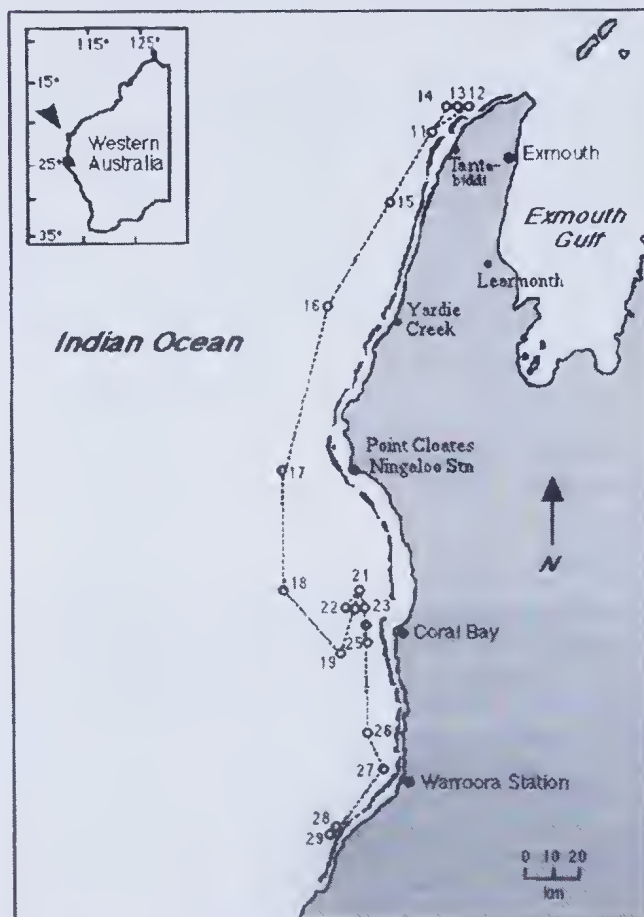 115° 125°
15°
Western
Australia
25°
35°
14 13 12
11
Tante-
biddi
Exmouth
15
Exmouth
Gulf
Learmonth
16
Yardie
Creek
Indian Ocean
Point Cloates
Ningaloo Stn
17
N
18
21
22 23
Coral Bay
25
19
26
27
Warroora Station
28
29
0 10 20
km